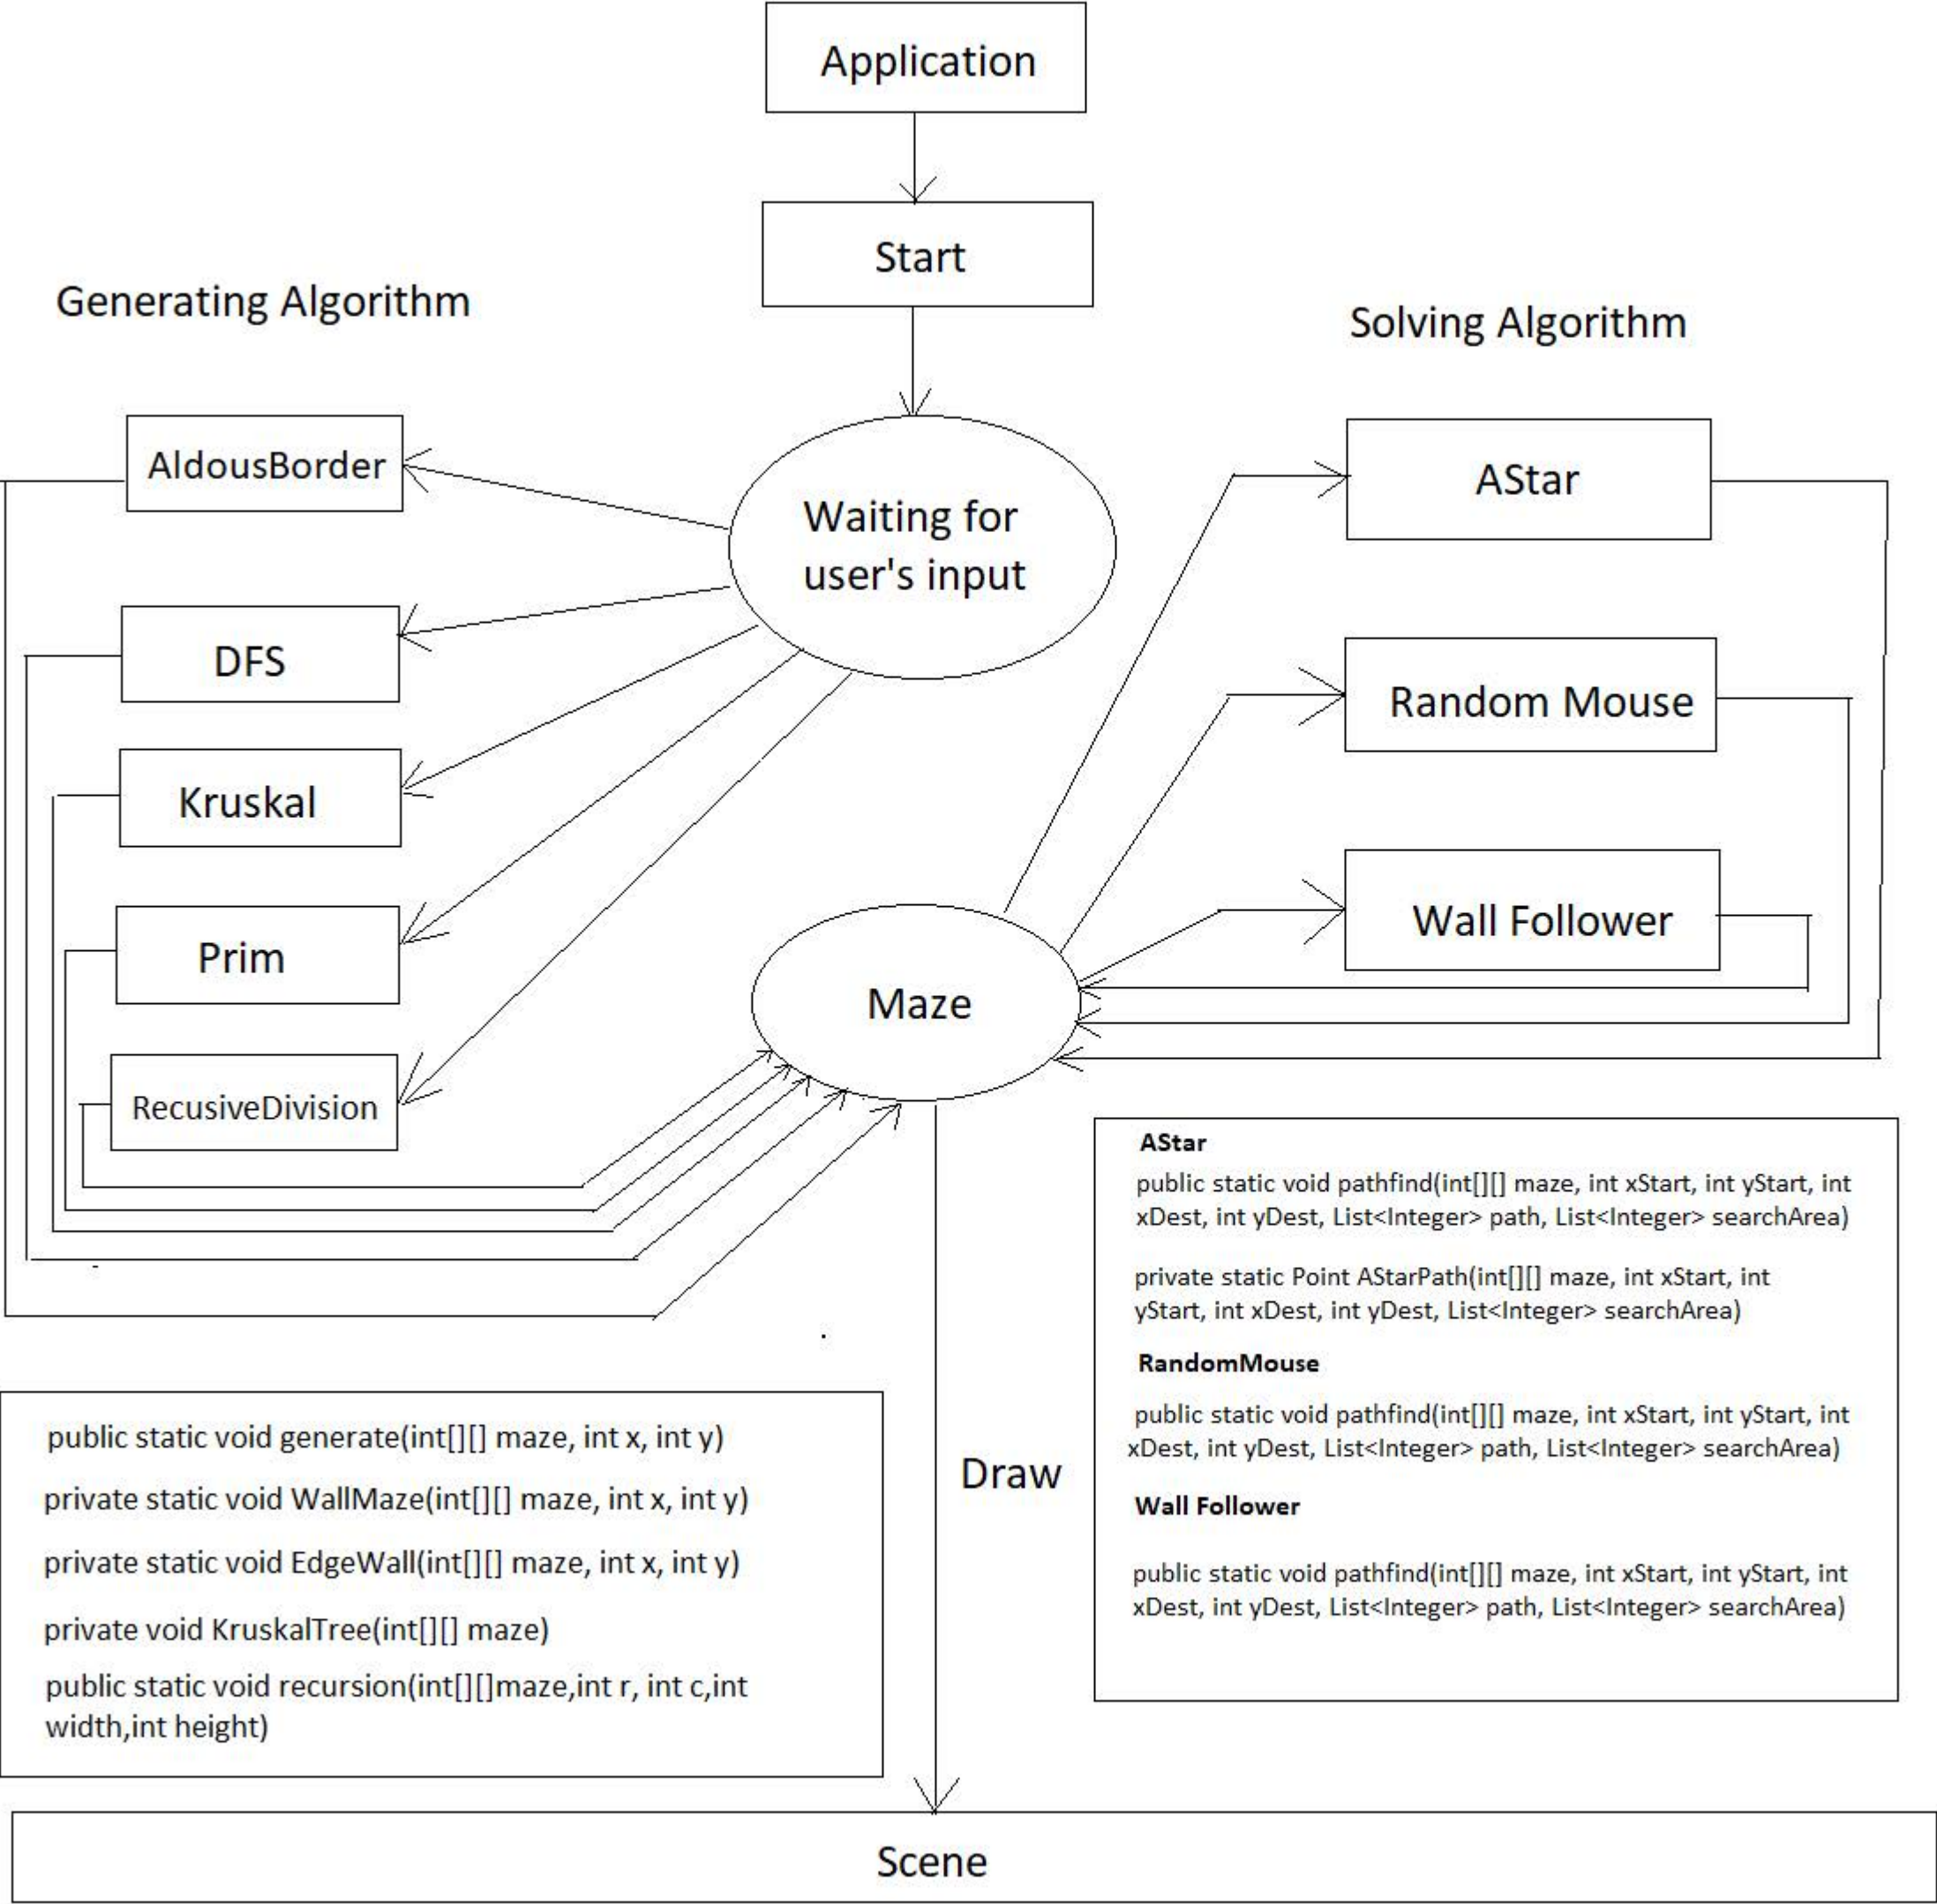 Application
Start
Generating Algorithm
Solving Algorithm
AldousBorder
Waiting for
user's input
AStar
DFS
Random Mouse
Kruskal
Wall Follower
Prim
Maze
RecusiveDivision
AStar
public static void pathfind(int[][] maze, int xStart, int yStart, int
xDest, int yDest, List<Integer> path, List<Integer> searchArea)
private static Point AStarPath(int[][] maze, int xStart, int
yStart, int xDest, int yDest, List<Integer> searchArea)
RandomMouse
public static void pathfind(int[][] maze, int xStart, int yStart, int
xDest, int yDest, List<Integer> path, List<Integer> searchArea)
Wall Follower
public static void pathfind(int[][] maze, int xStart, int yStart, int
xDest, int yDest, List<Integer> path, List<Integer> searchArea)
public static void generate(int[][] maze, int x, int y)
private static void WallMaze(int[][] maze, int x, int y)
private static void EdgeWall(int[][] maze, int x, int y)
private void KruskalTree(int[][] maze)
public static void recursion(int[][]maze,int r, int c,int
width,int height)
Draw
Scene